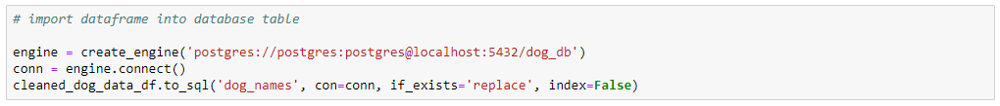 # import dataframe into database table
engine = create_engine('postgres://postgres:postgres@localhost:5432/dog_db')
conn = engine.connect()
cleaned_dog_data_df.to_sql('dog_names', con=conn, if_exists='replace', index=False)